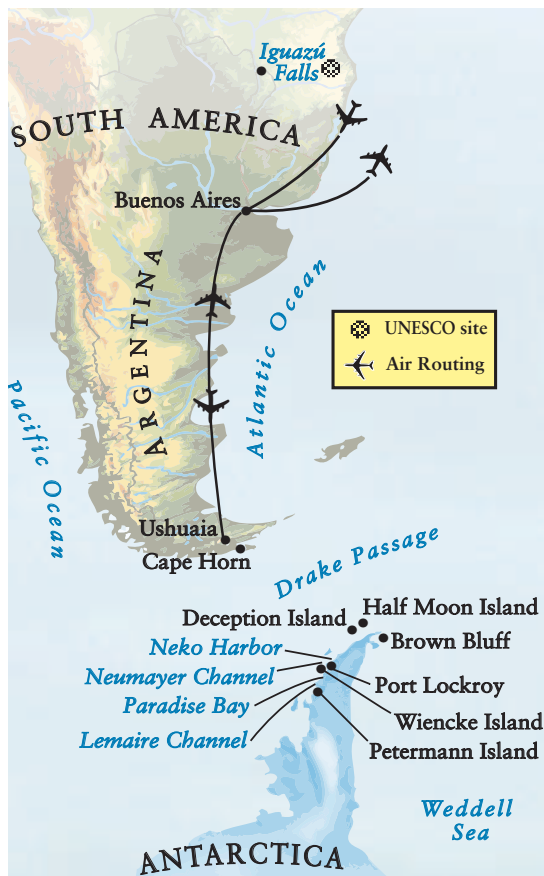 Iguazú
Falls
SOUTH AMERICA
Buenos Aires
ARGENTINA
Atlantic Ocean
UNESCO site
Air Routing
Pacific Ocean
Ushuaia
Cape Horn
Drake Passage
Half Moon Island
Deception Island
Brown Bluff
Neko Harbor
Neumayer Channel
Port Lockroy
Paradise Bay
Wiencke Island
Lemaire Channel
Petermann Island
Weddell
Sea
ANTARCTICA